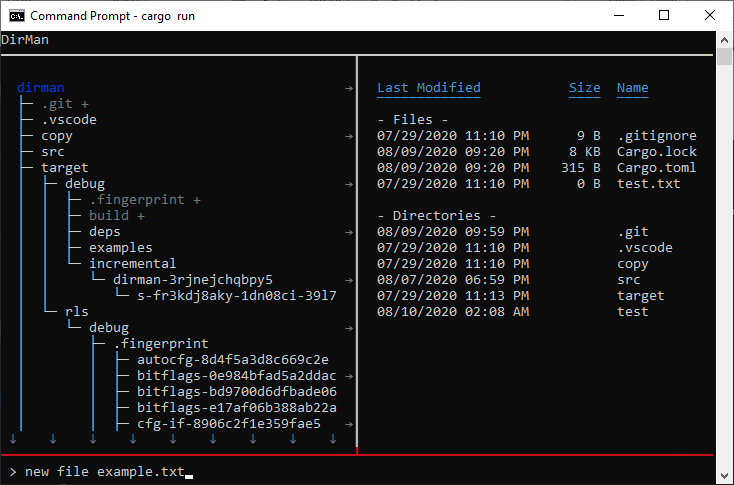 Command Prompt - cargo run
DirMan
dirman →
├─ .git +
├─ .vscode
├─ copy →
├─ src
├─ target
├─ debug →
├─ .fingerprint +
├─ build +
├─ deps →
├─ examples
└─ incremental
└─ dirman-3rjnejchqbpy5 →
└─ s-fr3kdj8aky-1dn08ci-39l7
└─ rls
└─ debug →
├─ .fingerprint
├─ autocfg-8d4f5a3d8c669c2e
├─ bitflags-0e984bfad5a2ddac →
├─ bitflags-bd9700d6dfbade06
├─ bitflags-e17af06b388ab22a
├─ cfg-if-8906c2f1e359fae5 →
↓ ↓ ↓ ↓ ↓ ↓ ↓ ↓ ↓
Last Modified Size Name
- Files -
07/29/2020 11:10 PM 9 B .gitignore
08/09/2020 09:20 PM 8 KB Cargo.lock
08/09/2020 09:20 PM 315 B Cargo.toml
07/29/2020 11:10 PM 0 B test.txt
- Directories -
08/09/2020 09:59 PM .git
07/29/2020 11:10 PM .vscode
07/29/2020 11:10 PM copy
08/07/2020 06:59 PM src
07/29/2020 11:13 PM target
08/10/2020 02:08 AM test
> new file example.txt